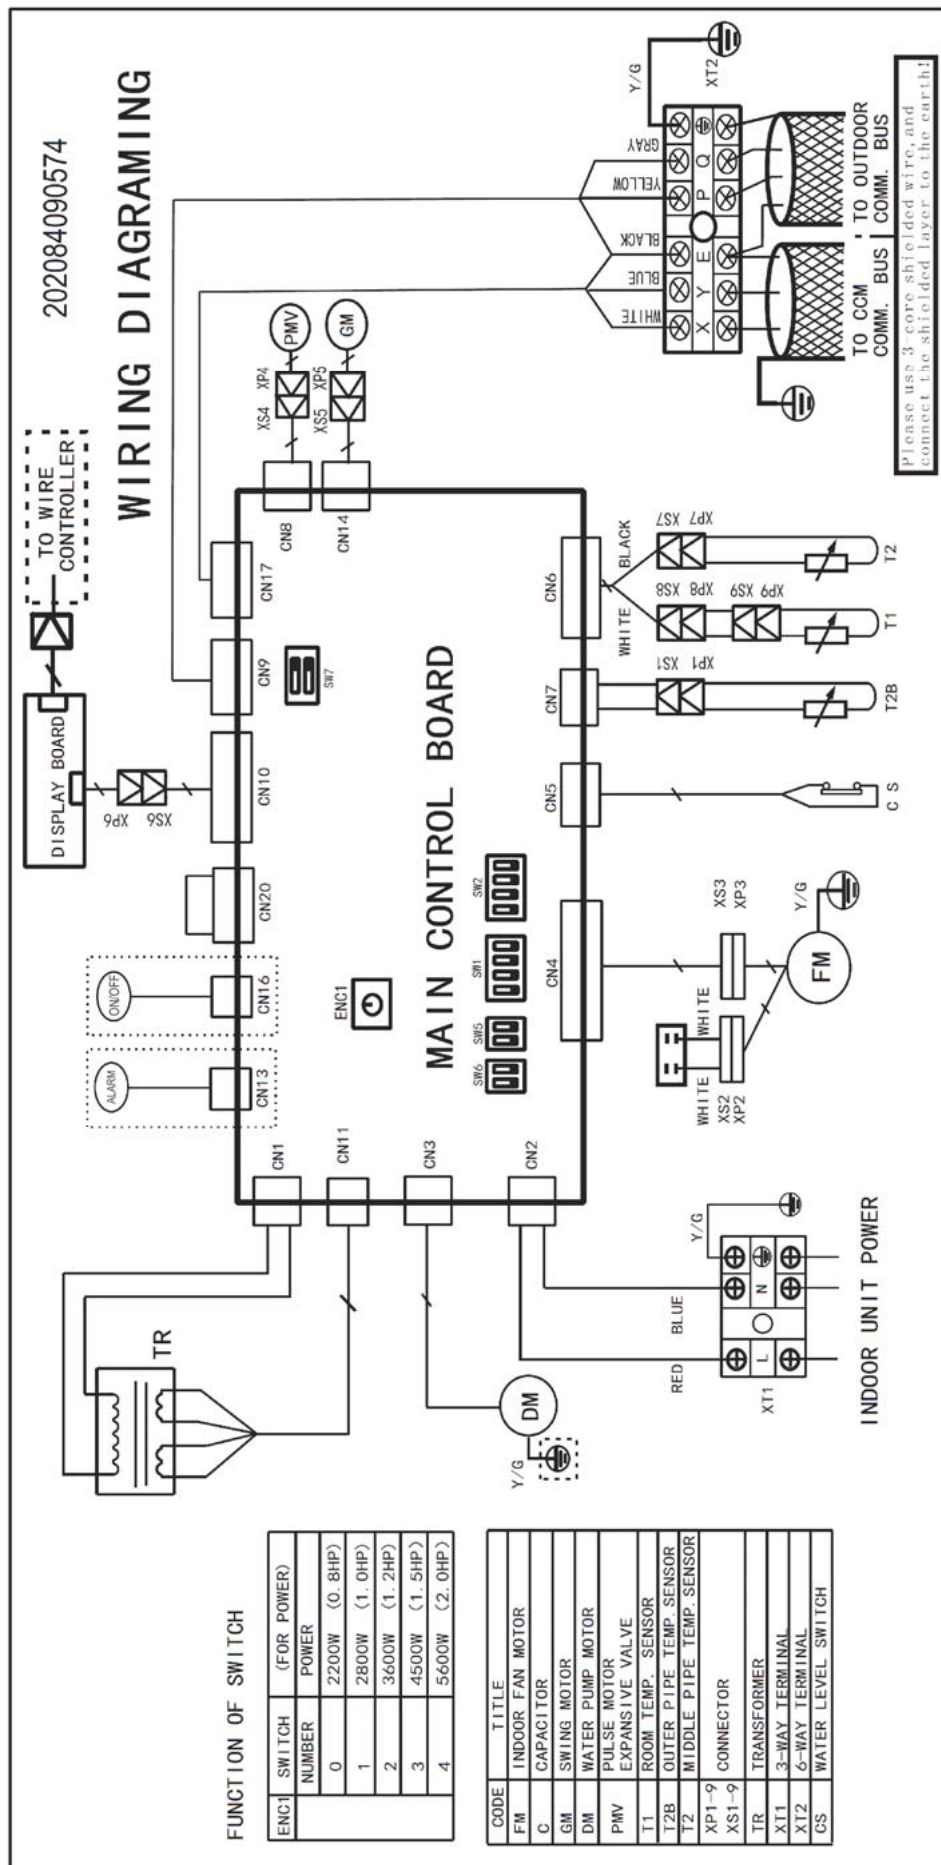 202084090574
WIRING DIAGRAMING
TO WIRE
CONTROLLER
DISPLAY BOARD
XP6
XS6
ALARM
ON/OFF
CN13
CN16
CN20
CN10
CN9
CN17
SW7
CN8
CN14
XS4
XP4
PMV
XS5
XP5
GM
TR
CN1
CN11
CN3
CN2
ENC1
MAIN CONTROL BOARD
SW6
SW5
SW1
SW2
CN4
CN5
CN7
CN6
DM
Y/G
RED
BLUE
Y/G
L
N
XT1
INDOOR UNIT POWER
WHITE
WHITE
XS2
XP2
XS3
XP3
FM
Y/G
C S
XS1
XP1
T2B
WHITE
BLACK
XS8
XP8
XS9
XP9
T1
XS7
XP7
T2
WHITE
BLUE
BLACK
YELLOW
GRAY
Y/G
X
Y
E
P
Q
XT2
TO CCM
COMM. BUS
TO OUTDOOR
COMM. BUS
Please use 3-core shielded wire, and
connect the shielded layer to the earth!
FUNCTION OF SWITCH
ENC1 SWITCH (FOR POWER)
NUMBER POWER
0 2200W (0.8HP)
1 2800W (1.0HP)
2 3600W (1.2HP)
3 4500W (1.5HP)
4 5600W (2.0HP)
CODE TITLE
FM INDOOR FAN MOTOR
C CAPACITOR
GM SWING MOTOR
DM WATER PUMP MOTOR
PMV PULSE MOTOR
EXPANSIVE VALVE
T1 ROOM TEMP. SENSOR
T2B OUTER PIPE TEMP. SENSOR
T2 MIDDLE PIPE TEMP. SENSOR
XP1-9
XS1-9 CONNECTOR
TR TRANSFORMER
XT1 3-WAY TERMINAL
XT2 6-WAY TERMINAL
CS WATER LEVEL SWITCH